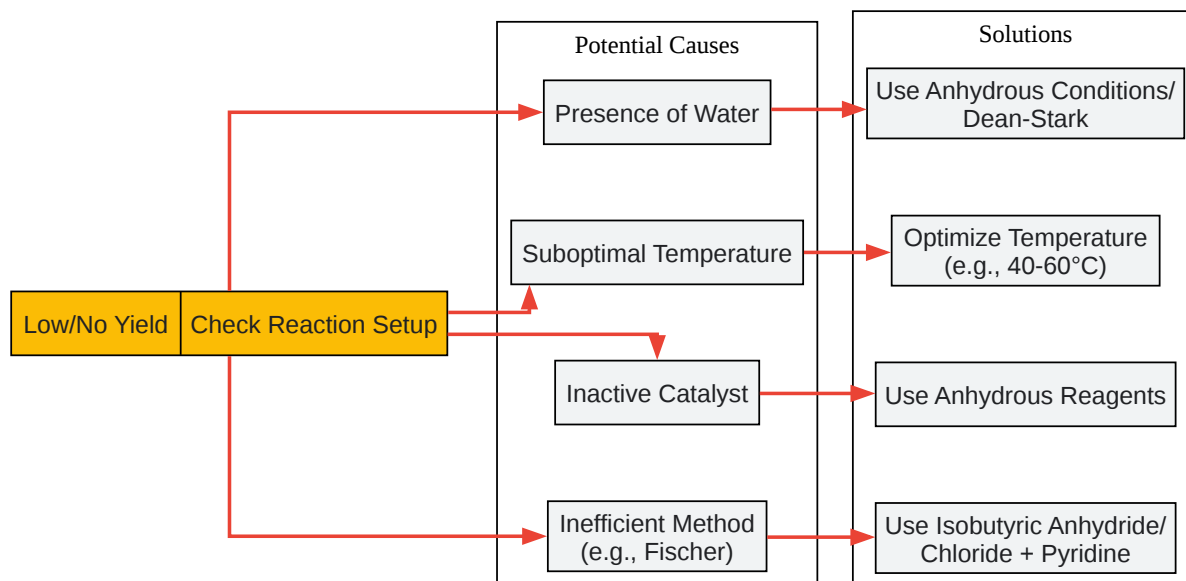 Potential Causes
Solutions
Presence of Water
Use Anhydrous Conditions/
Dean-Stark
Suboptimal Temperature
Optimize Temperature
(e.g., 40-60°C)
Low/No Yield
Check Reaction Setup
Inactive Catalyst
Use Anhydrous Reagents
Inefficient Method
(e.g., Fischer)
Use Isobutyric Anhydride/
Chloride + Pyridine